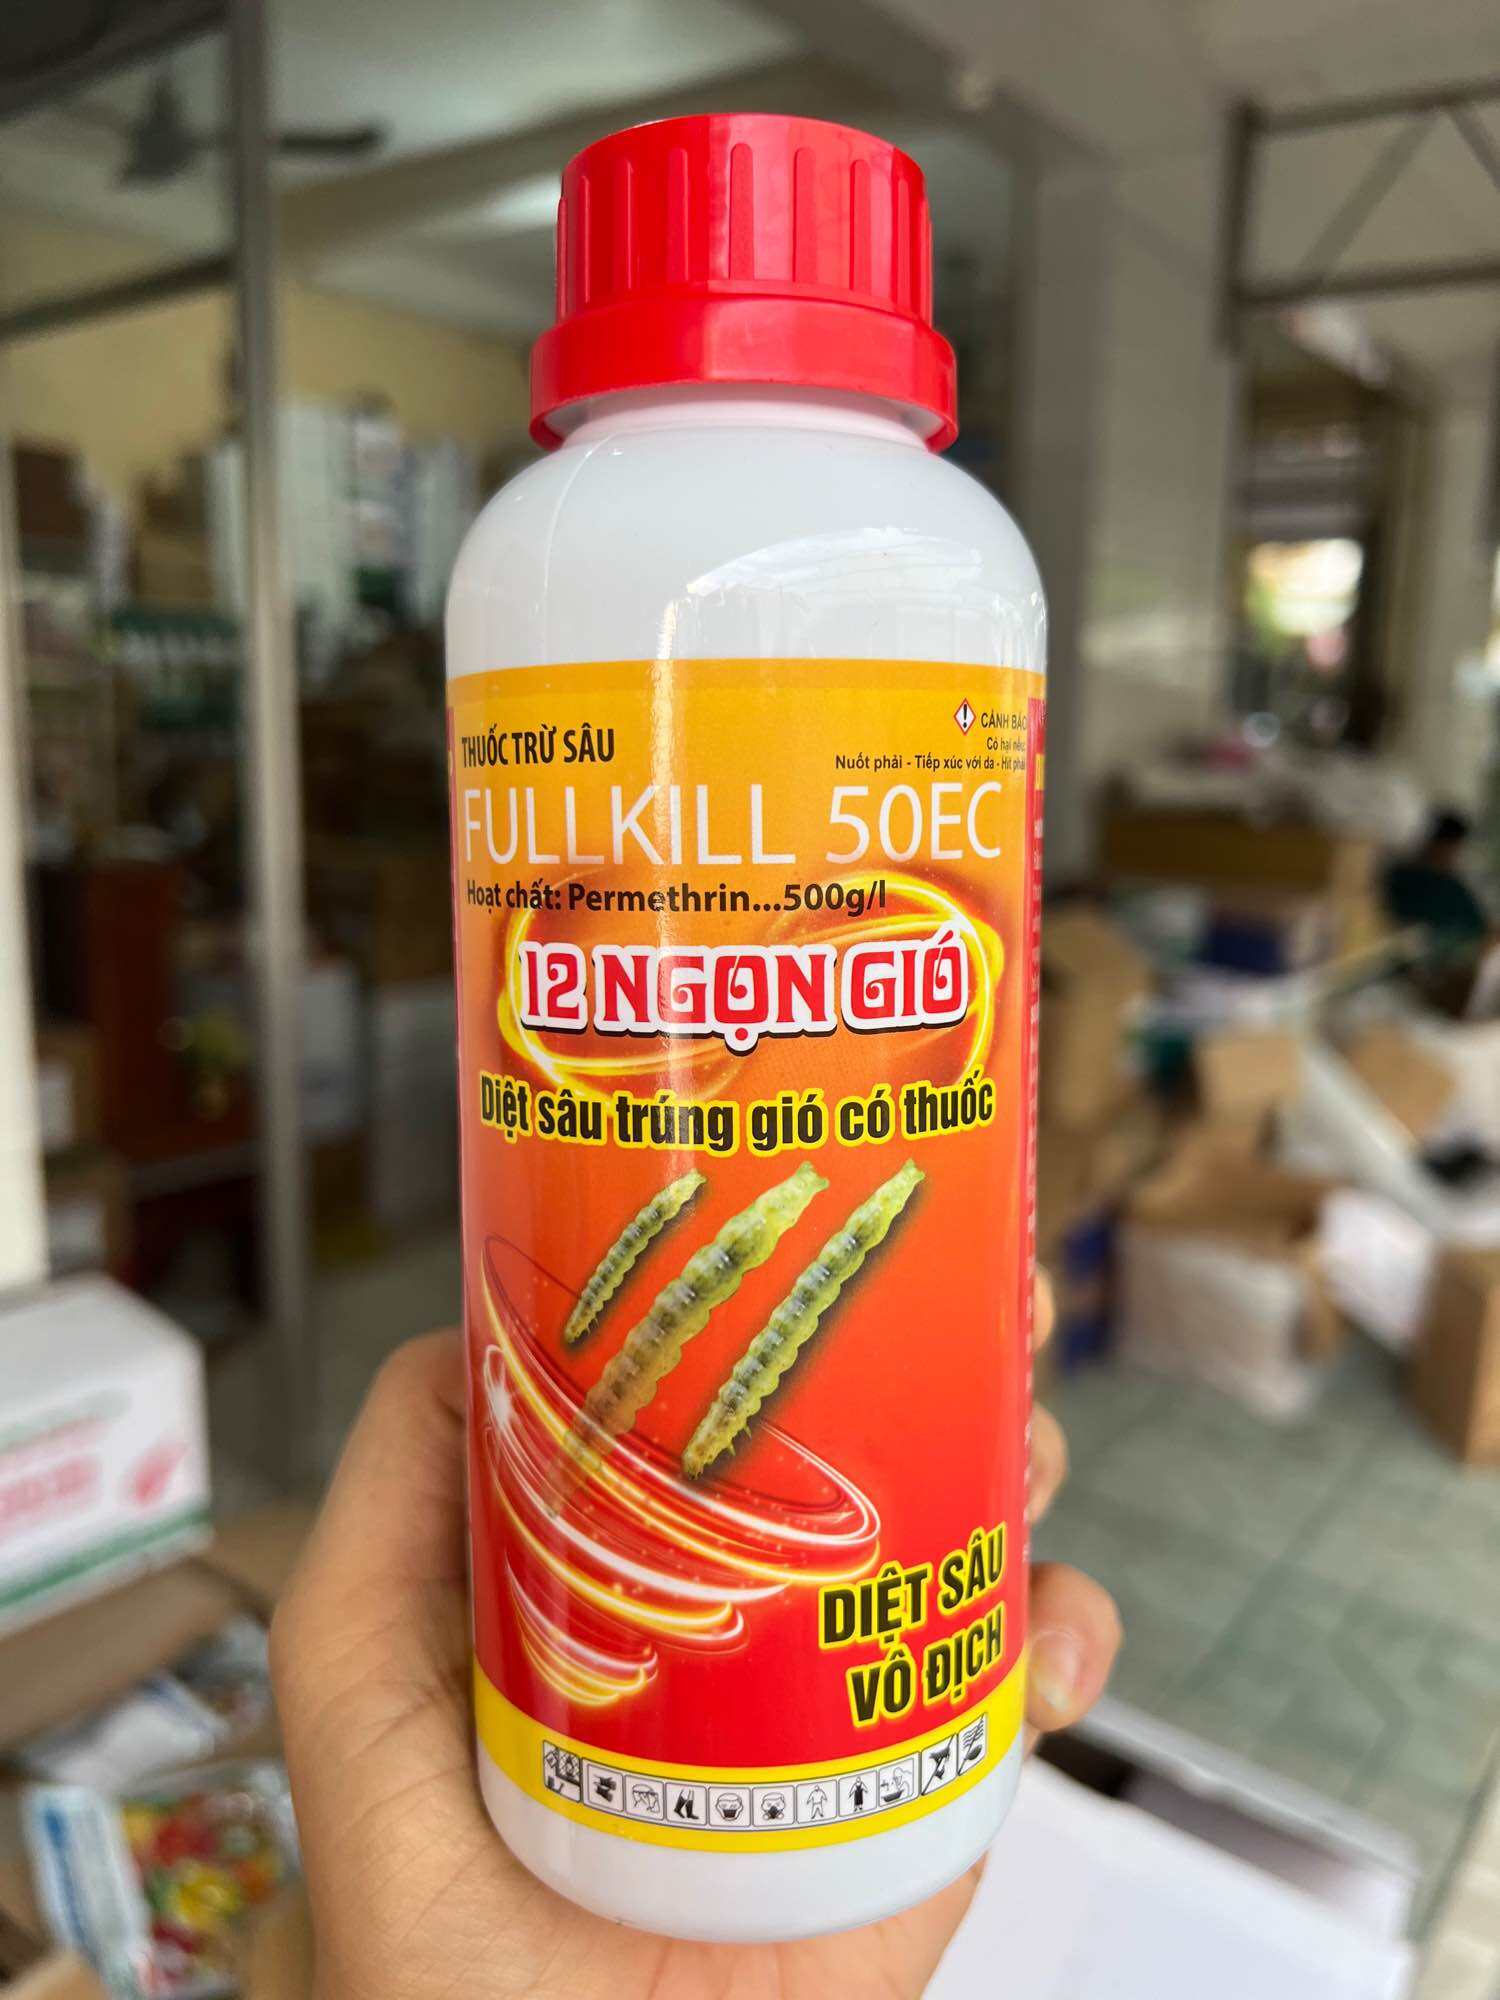 THUỐC TRỪ SÂU
CẢNH BÁO
Có hại nếu:
Nuốt phải - Tiếp xúc với da - Hít phải
FULLKILL 50EC
Hoạt chất: Permethrin...500g/l
12 NGỌN GIÓ
Diệt sâu trúng gió có thuốc
DIỆT SÂU
VÔ ĐỊCH